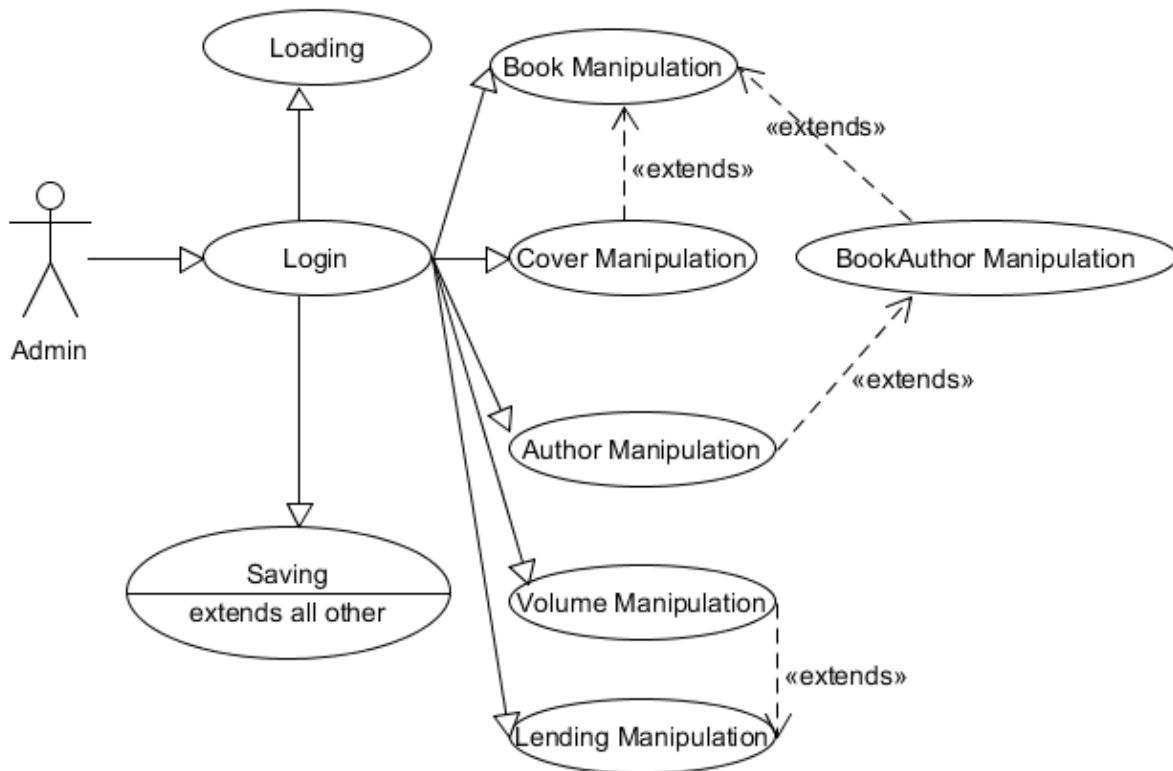 Loading
Book Manipulation
«extends»
«extends»
Login
Cover Manipulation
BookAuthor Manipulation
Admin
«extends»
Author Manipulation
Saving
extends all other
Volume Manipulation
«extends»
Lending Manipulation